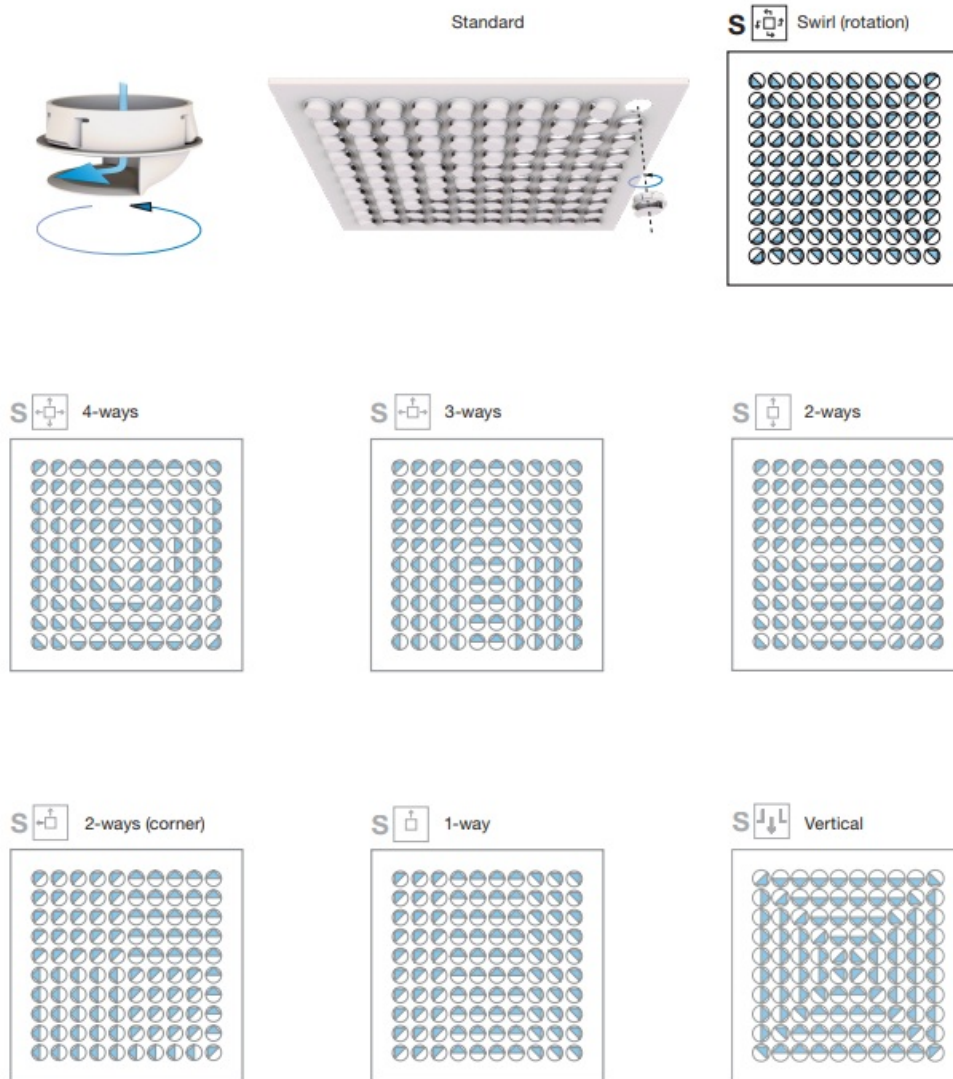 Standard
S Swirl (rotation)
S 4-ways
S 3-ways
S 2-ways
S 2-ways (corner)
S 1-way
S Vertical